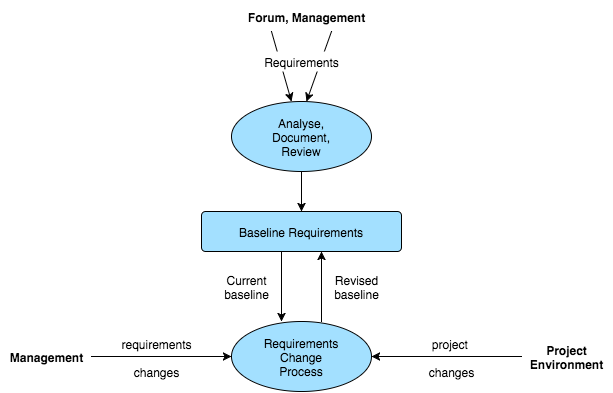 Forum, Management
Requirements
Analyse,
Document,
Review
Baseline Requirements
Current
baseline
Revised
baseline
Management
requirements
changes
Requirements
Change
Process
project
changes
Project
Environment